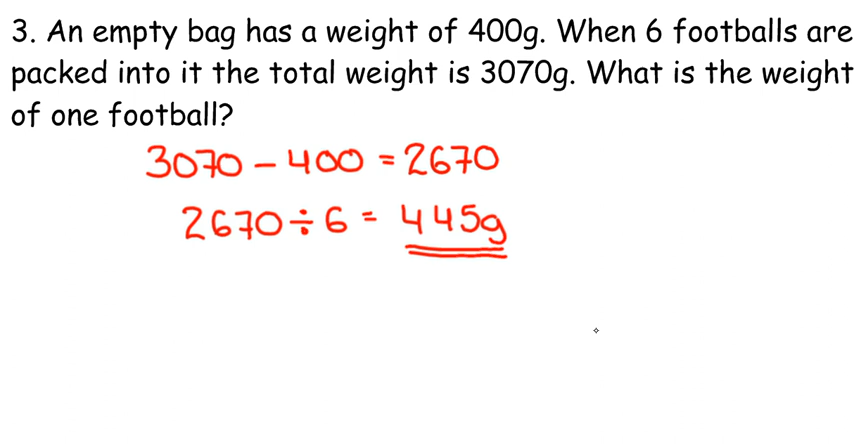 3. An empty bag has a weight of 400g. When 6 footballs are
packed into it the total weight is 3070g. What is the weight
of one football?
3070 - 400 = 2670
2670 ÷ 6 = 445g